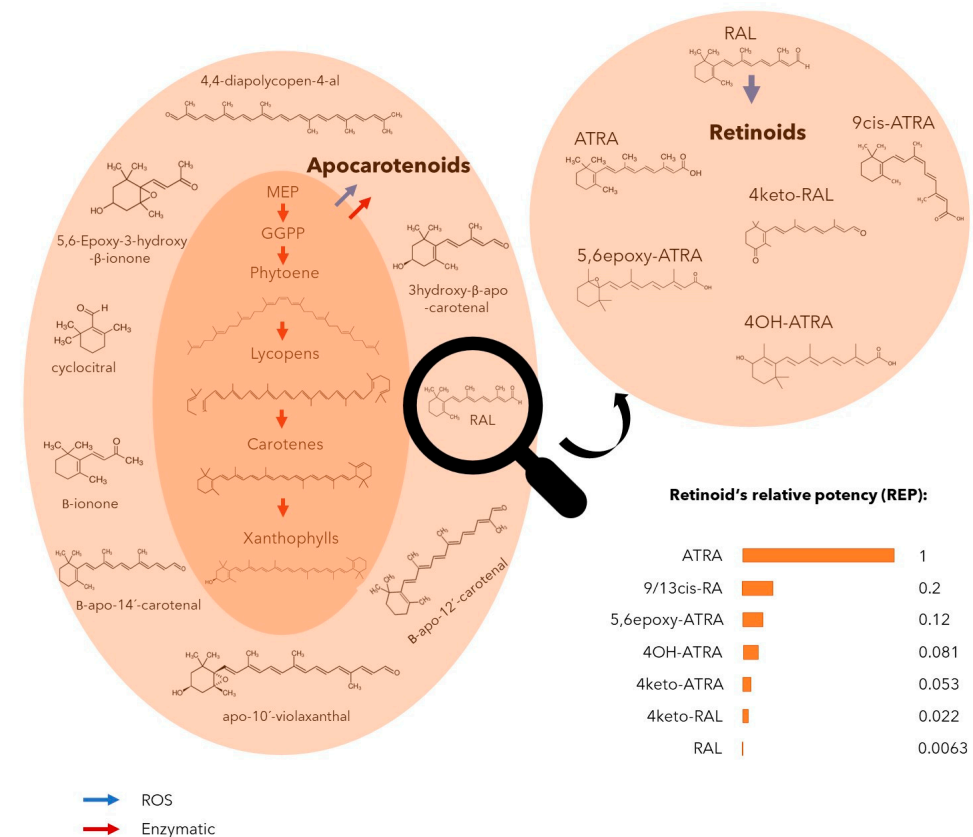 4,4-diapolycopen-4-al
Apocarotenoids
MEP
GGPP
Phytoene
Lycopens
Carotenes
Xanthophylls
5,6-Epoxy-3-hydroxy
-β-ionone
cyclocitral
B-ionone
B-apo-14´-carotenal
apo-10´-violaxanthal
B-apo-12´-carotenal
3hydroxy-β-apo
-carotenal
RAL
RAL
Retinoids
ATRA
9cis-ATRA
4keto-RAL
5,6epoxy-ATRA
4OH-ATRA
Retinoid's relative potency (REP):
ATRA 1
9/13cis-RA 0.2
5,6epoxy-ATRA 0.12
4OH-ATRA 0.081
4keto-ATRA 0.053
4keto-RAL 0.022
RAL 0.0063
ROS
Enzymatic